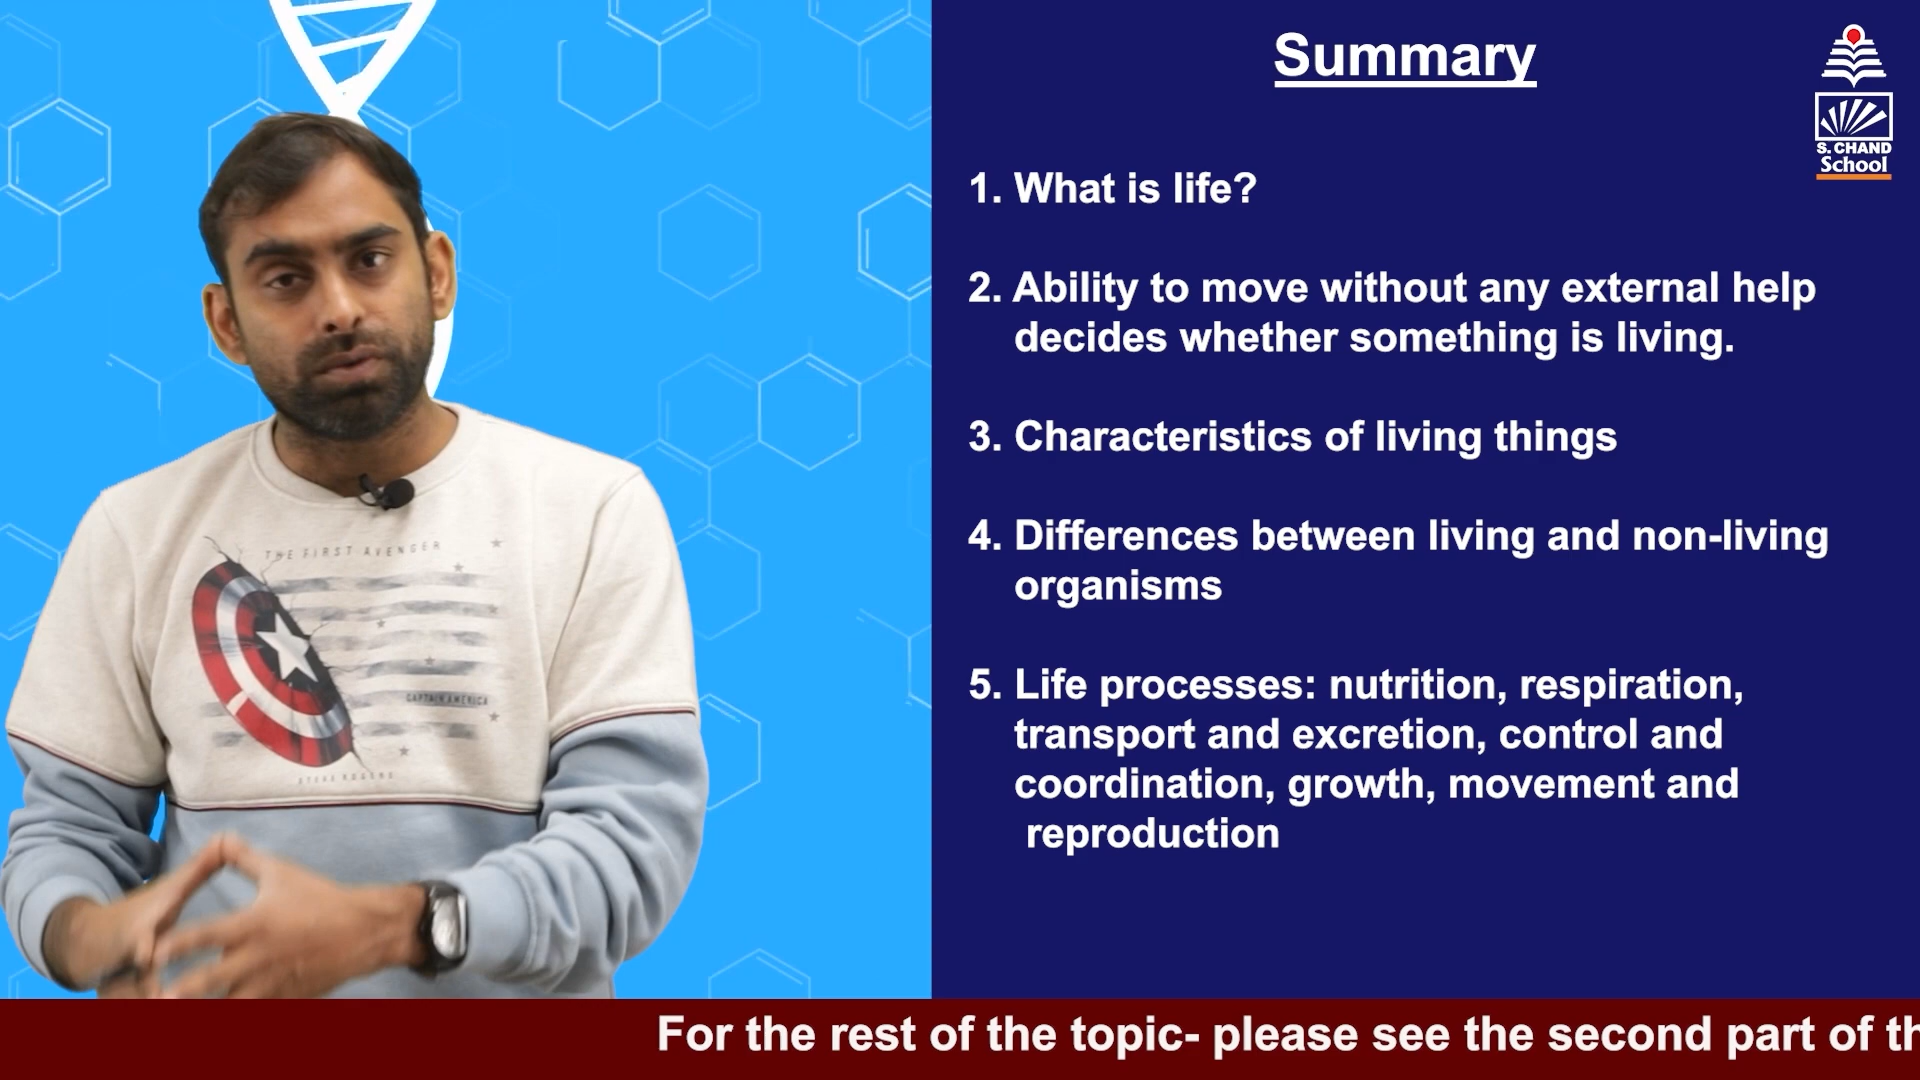 Summary
S. CHAND
School
1. What is life?
2. Ability to move without any external help
decides whether something is living.
3. Characteristics of living things
4. Differences between living and non-living
organisms
5. Life processes: nutrition, respiration,
transport and excretion, control and
coordination, growth, movement and
reproduction
THE FIRST AVENGER
CAPTAIN AMERICA
STEVE ROGERS
For the rest of the topic- please see the second part of th